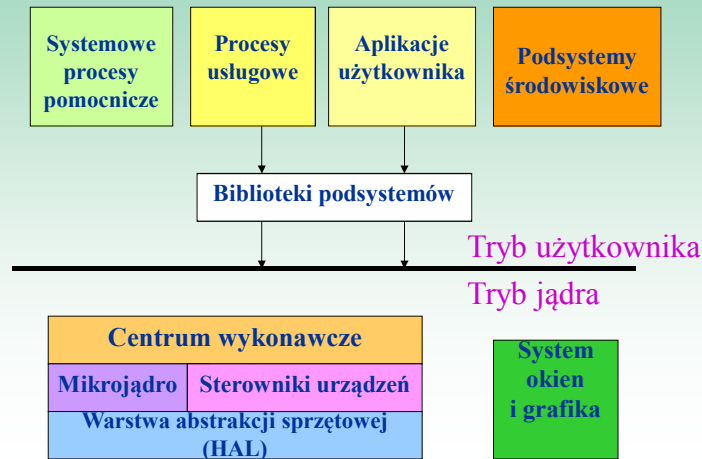 Systemowe
procesy
pomocnicze
Procesy
usługowe
Aplikacje
użytkownika
Podsystemy
środowiskowe
Biblioteki podsystemów
Tryb użytkownika
Tryb jądra
Centrum wykonawcze
Mikrojądro
Sterowniki urządzeń
Warstwa abstrakcji sprzętowej
(HAL)
System
okien
i grafika